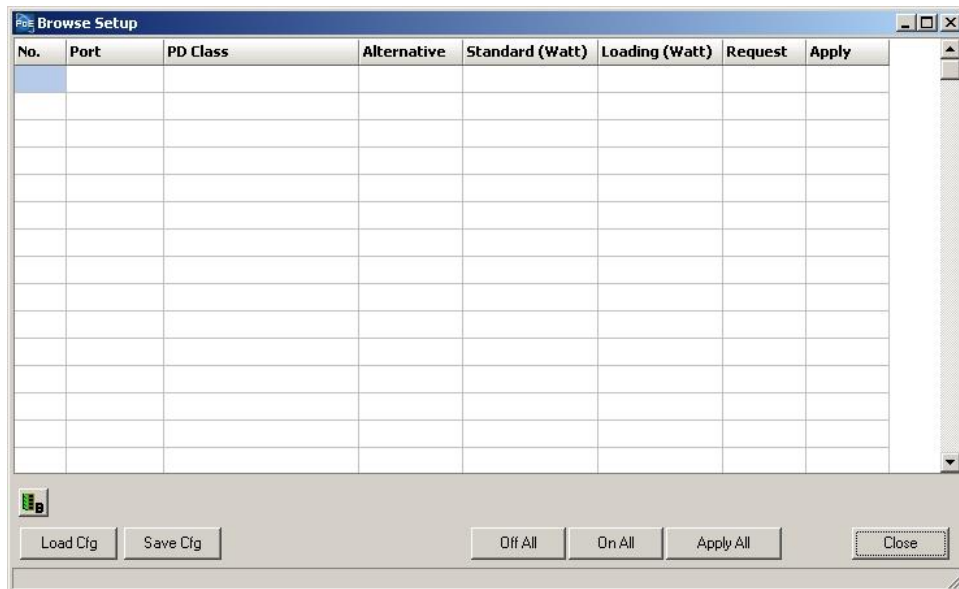 PoE Browse Setup
No. Port PD Class Alternative Standard (Watt) Loading (Watt) Request Apply
B
Load Cfg Save Cfg Off All On All Apply All Close